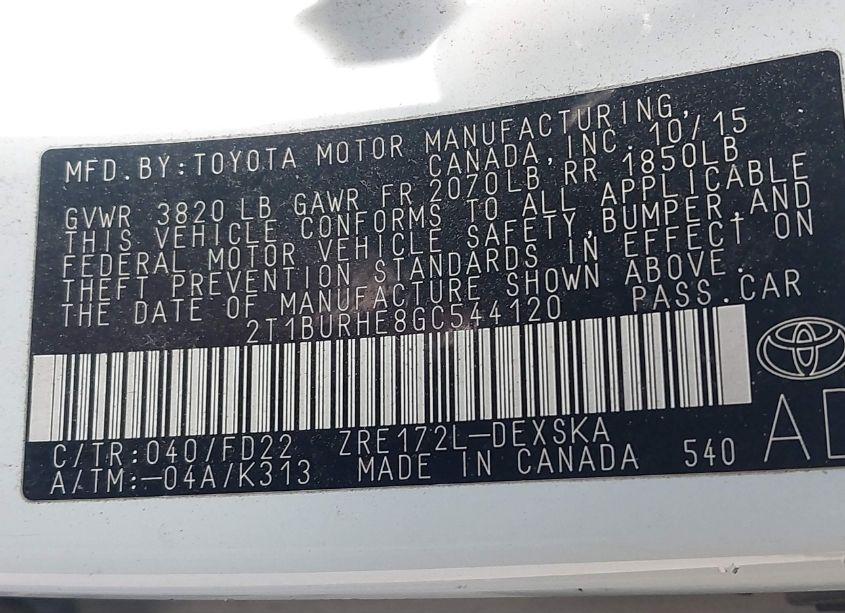 MFD.BY:TOYOTA MOTOR MANUFACTURING,
CANADA,INC. 10/15
GVWR 3820 LB GAWR FR 2070LB RR 1850LB
THIS VEHICLE CONFORMS TO ALL APPLICABLE
FEDERAL MOTOR VEHICLE SAFETY,BUMPER,AND
THEFT PREVENTION STANDARDS IN EFFECT ON
THE DATE OF MANUFACTURE SHOWN ABOVE.
2T1BURHE8GC544120 PASS.CAR
C/TR:040/FD22 ZRE172L-DEXSKA
A/TM:-04A/K313 MADE IN CANADA 540